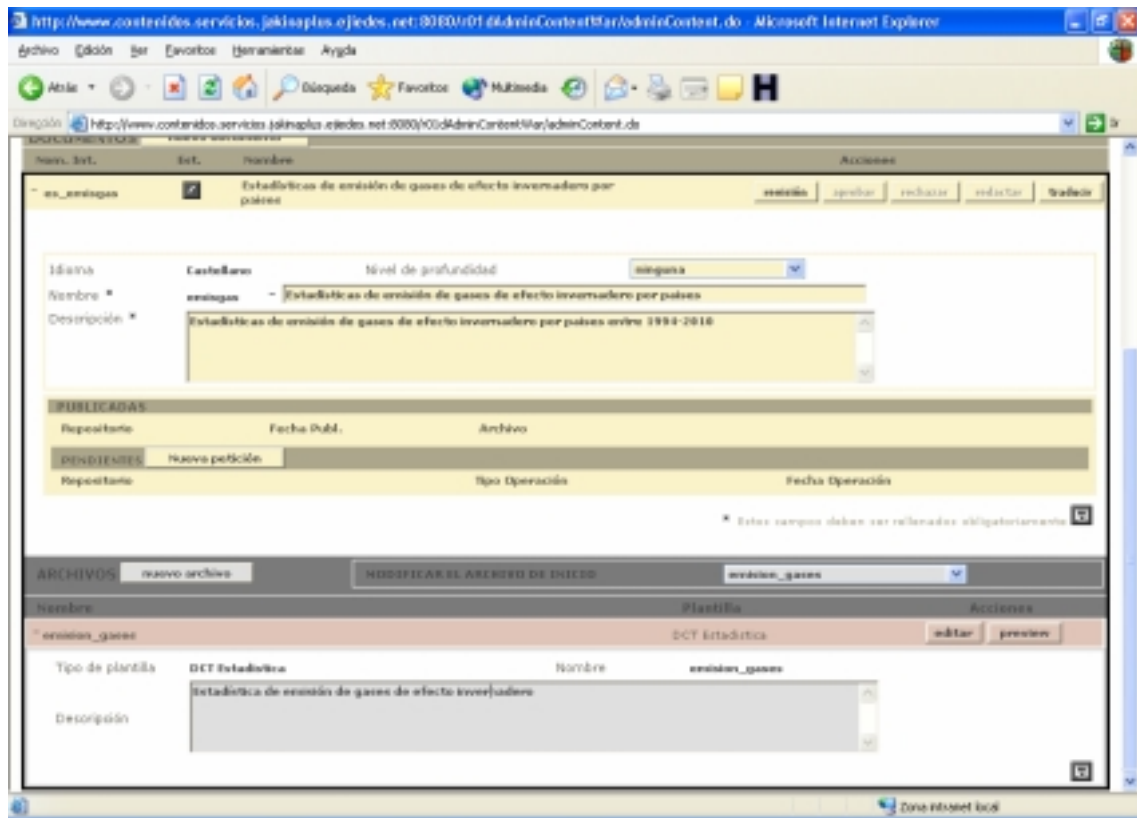 http://www.contenidos.servicios.jakinaplus.ejiedes.net:8080/r01dAdminContentWar/adminContent.do - Microsoft Internet Explorer
Archivo Edición Ver Favoritos Herramientas Ayuda
Atrás Búsqueda Favoritos Multimedia H
Dirección http://www.contenidos.servicios.jakinaplus.ejiedes.net:8080/r01dAdminContentWar/adminContent.do Ir
DOCUMENTOS
Nom. Int. Est. Nombre Acciones
es_emisgas Estadísticas de emisión de gases de efecto invernadero por revisión aprobar rechazar redactar traducir
países
Idioma Castellano Nivel de profundidad ninguna
Nombre * emisgas - Estadísticas de emisión de gases de efecto invernadero por países
Descripción * Estadísticas de emisión de gases de efecto invernadero por países entre
PUBLICADAS
Repositorio Fecha Publ. Archivo
PENDIENTES Nueva petición
Repositorio Tipo Operación Fecha Operación
* Estos campos deben ser rellenados obligatoriamente
ARCHIVOS nuevo archivo MODIFICAR EL ARCHIVO DE INICIO emision_gases
Nombre Plantilla Acciones
emision_gases DCT Estadistica editar preview
Tipo de plantilla DCT Estadistica Nombre emision_gases
Estadística de emisión de gases de efecto invernadero
Descripción
Zona intranet local